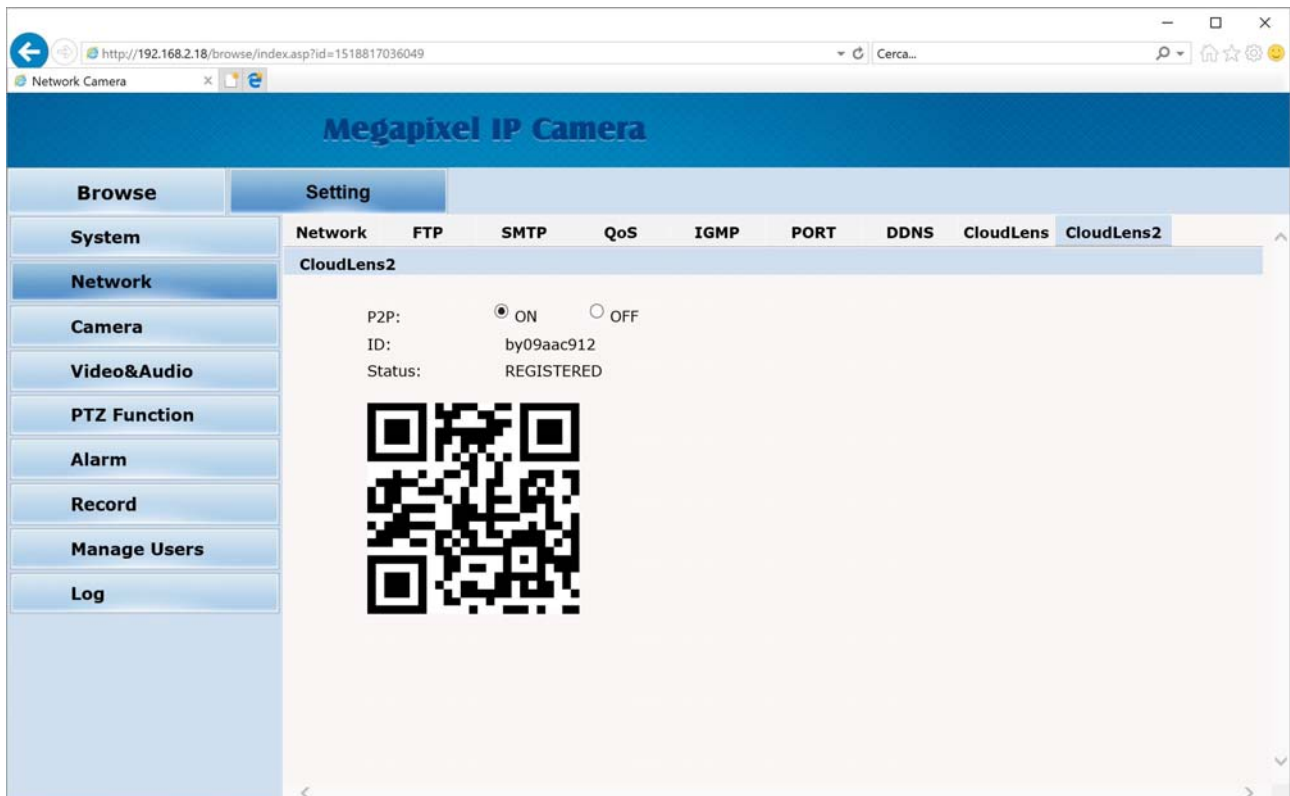 http://192.168.2.18/browse/index.asp?id=1518817036049 Cerca...
Network Camera
Megapixel IP Camera
Browse Setting
System
Network
Camera
Video&Audio
PTZ Function
Alarm
Record
Manage Users
Log
Network FTP SMTP QoS IGMP PORT DDNS CloudLens CloudLens2
CloudLens2
P2P: ON OFF
ID: by09aac912
Status: REGISTERED